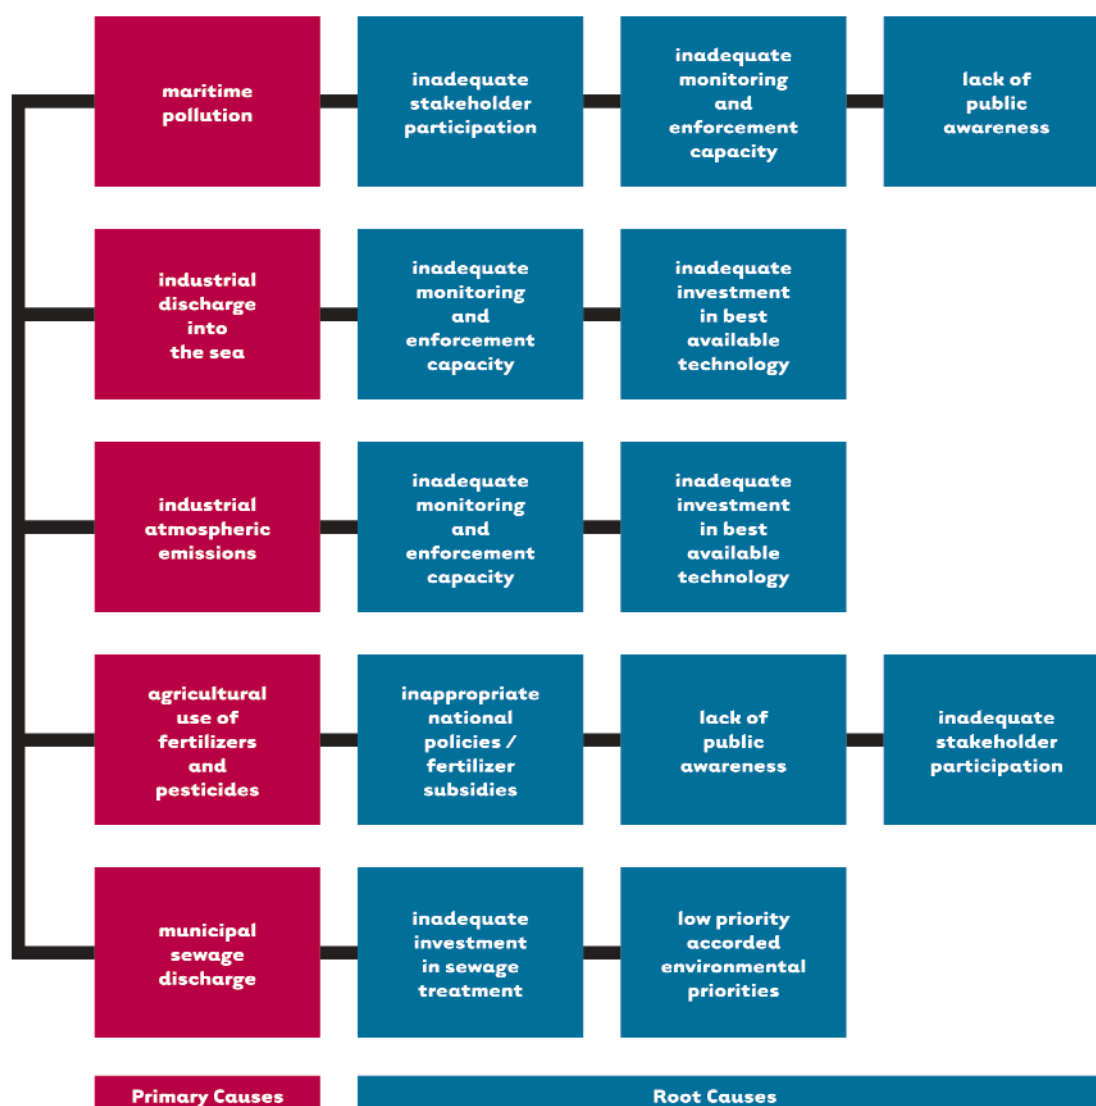 maritime
pollution
inadequate
stakeholder
participation
inadequate
monitoring
and
enforcement
capacity
lack of
public
awareness
industrial
discharge
into
the sea
inadequate
monitoring
and
enforcement
capacity
inadequate
investment
in best
available
technology
industrial
atmospheric
emissions
inadequate
monitoring
and
enforcement
capacity
inadequate
investment
in best
available
technology
agricultural
use of
fertilizers
and
pesticides
inappropriate
national
policies /
fertilizer
subsidies
lack of
public
awareness
inadequate
stakeholder
participation
municipal
sewage
discharge
inadequate
investment
in sewage
treatment
low priority
accorded
environmental
priorities
Primary Causes
Root Causes